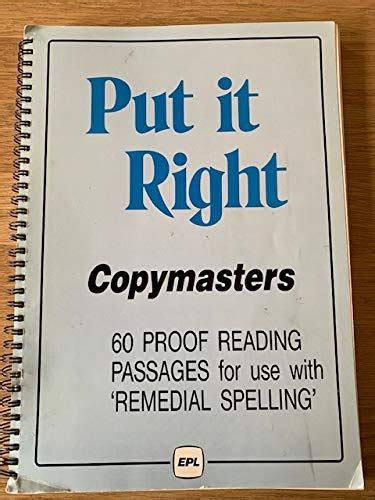 Put it
Right
Copymasters
60 PROOF READING
PASSAGES for use with
‘REMEDIAL SPELLING’
EPL